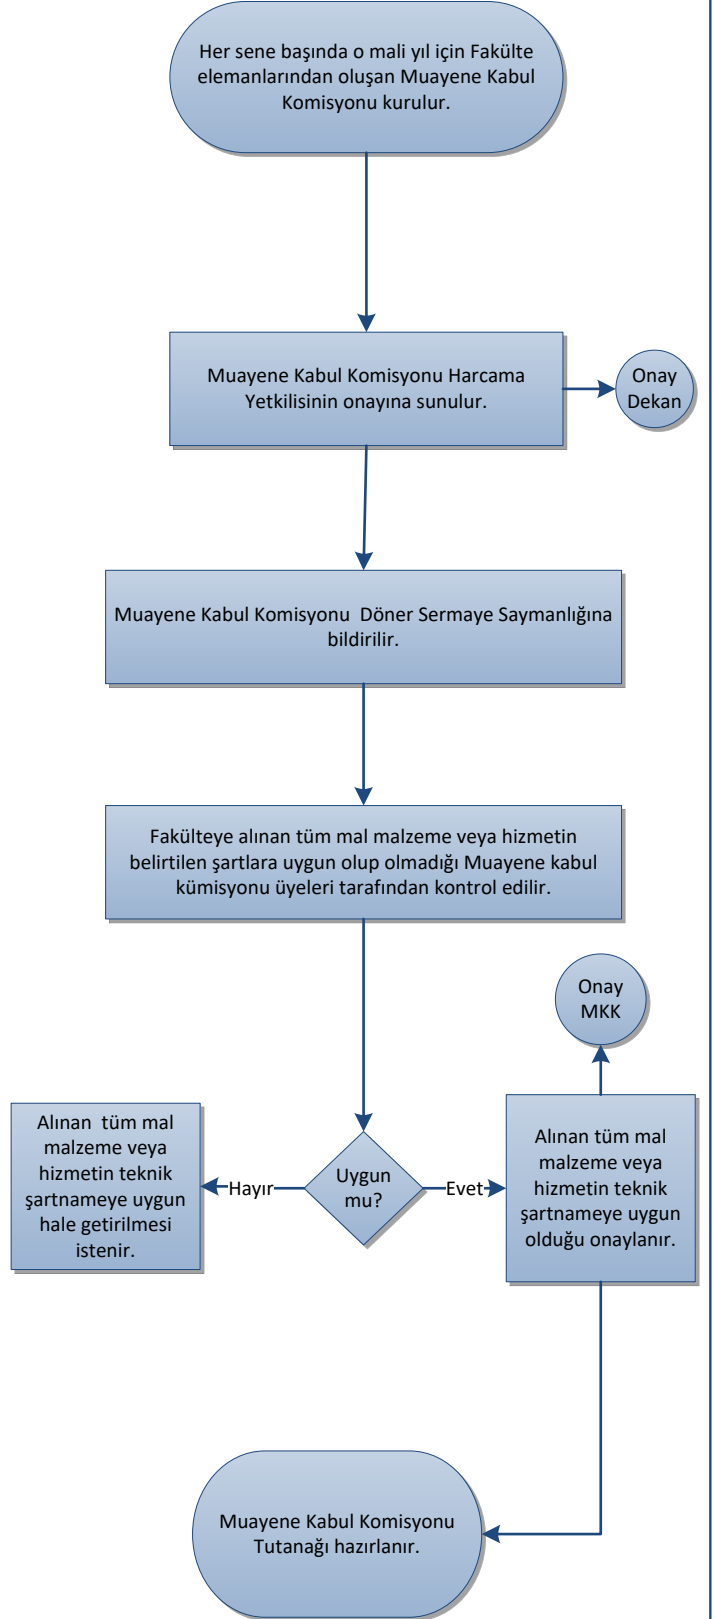 Her sene başında o mali yıl için Fakülte
elemanlarından oluşan Muayene Kabul
Komisyonu kurulur.
Muayene Kabul Komisyonu Harcama
Yetkilisinin onayına sunulur.
Onay
Dekan
Muayene Kabul Komisyonu  Döner Sermaye Saymanlığına
bildirilir.
Fakülteye alınan tüm mal malzeme veya hizmetin
belirtilen şartlara uygun olup olmadığı Muayene kabul
kümisyonu üyeleri tarafından kontrol edilir.
Onay
MKK
Alınan  tüm mal
malzeme veya
hizmetin teknik
şartnameye uygun
hale getirilmesi
istenir.
Hayır
Uygun
mu?
Evet
Alınan tüm mal
malzeme veya
hizmetin teknik
şartnameye uygun
olduğu onaylanır.
Muayene Kabul Komisyonu
Tutanağı hazırlanır.